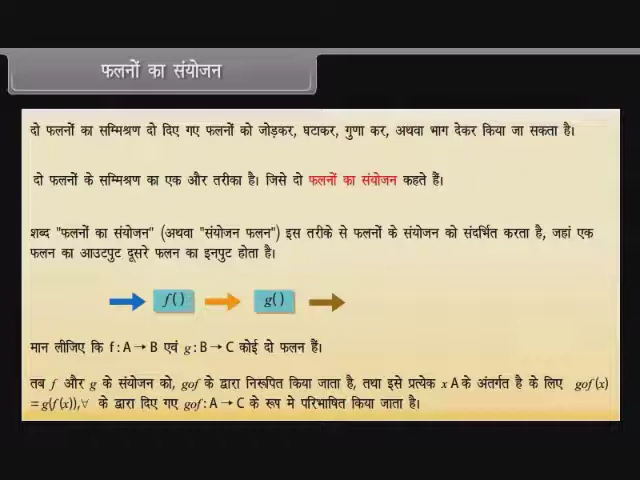 फलनों का संयोजन
दो फलनों का सम्मिश्रण दो दिए गए फलनों को जोड़कर, घटाकर, गुणा कर, अथवा भाग देकर किया जा सकता है।
दो फलनों के सम्मिश्रण का एक और तरीका है। जिसे दो फलनों का संयोजन कहते हैं।
शब्द "फलनों का संयोजन" (अथवा "संयोजन फलन") इस तरीके से फलनों के संयोजन को संदर्भित करता है, जहां एक
फलन का आउटपुट दूसरे फलन का इनपुट होता है।
f() g()
मान लीजिए कि f:A→B एवं g:B→C कोई दो फलन हैं।
तब f और g के संयोजन को, gof के द्वारा निरूपित किया जाता है, तथा इसे प्रत्येक x A के अंतर्गत है के लिए gof(x)
=g(f(x)),∀ के द्वारा दिए गए gof:A→C के रूप मे परिभाषित किया जाता है।